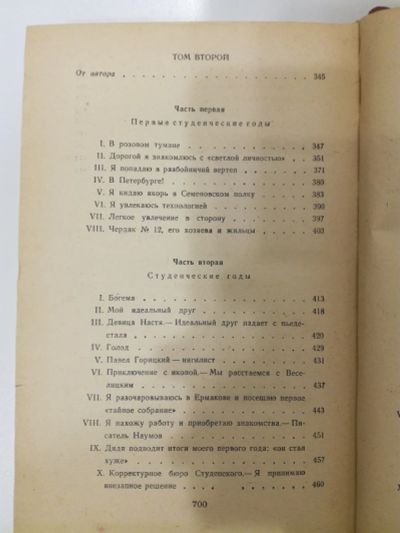 ТОМ ВТОРОЙ
От автора . . . . . . . . . . . . . . . . . . . . 345
Часть первая
Первые студенческие годы
I. В розовом тумане . . . . . . . . . . . . . . 347
II. Дорогой я знакомлюсь с «светлой личностью» . . 351
III. Я попадаю в разбойничий вертеп . . . . . . . 371
IV. В Петербурге! . . . . . . . . . . . . . . . 380
V. Я кидаю якорь в Семеновском полку . . . . . . 383
VI. Я увлекаюсь технологией . . . . . . . . . . . 390
VII. Легкое увлечение в сторону . . . . . . . . . 397
VIII. Чердак № 12, его хозяева и жильцы . . . . . . 403
Часть вторая
Студенческие годы
I. Богема . . . . . . . . . . . . . . . . . . 413
II. Мой идеальный друг . . . . . . . . . . . . . 418
III. Девица Настя.— Идеальный друг падает с пьеде-
стала . . . . . . . . . . . . . . . . . . 420
IV. Голод . . . . . . . . . . . . . . . . . . 429
V. Павел Горицкий — нигилист . . . . . . . . . 431
VI. Приключение с иконой.— Мы расстаемся с Весе-
лицким . . . . . . . . . . . . . . . . . 437
VII. Я разочаровываюсь в Ермакове и посещаю первое
«тайное собрание» . . . . . . . . . . . . . 443
VIII. Я нахожу работу и приобретаю знакомства.— Пи-
сатель Наумов . . . . . . . . . . . . . . 451
IX. Дядя подводит итоги моего первого года: «он стал
хуже» . . . . . . . . . . . . . . . . . . 457
X. Корректурное бюро Студенского.— Я принимаю
внезапное решение . . . . . . . . . . . . . 460
700